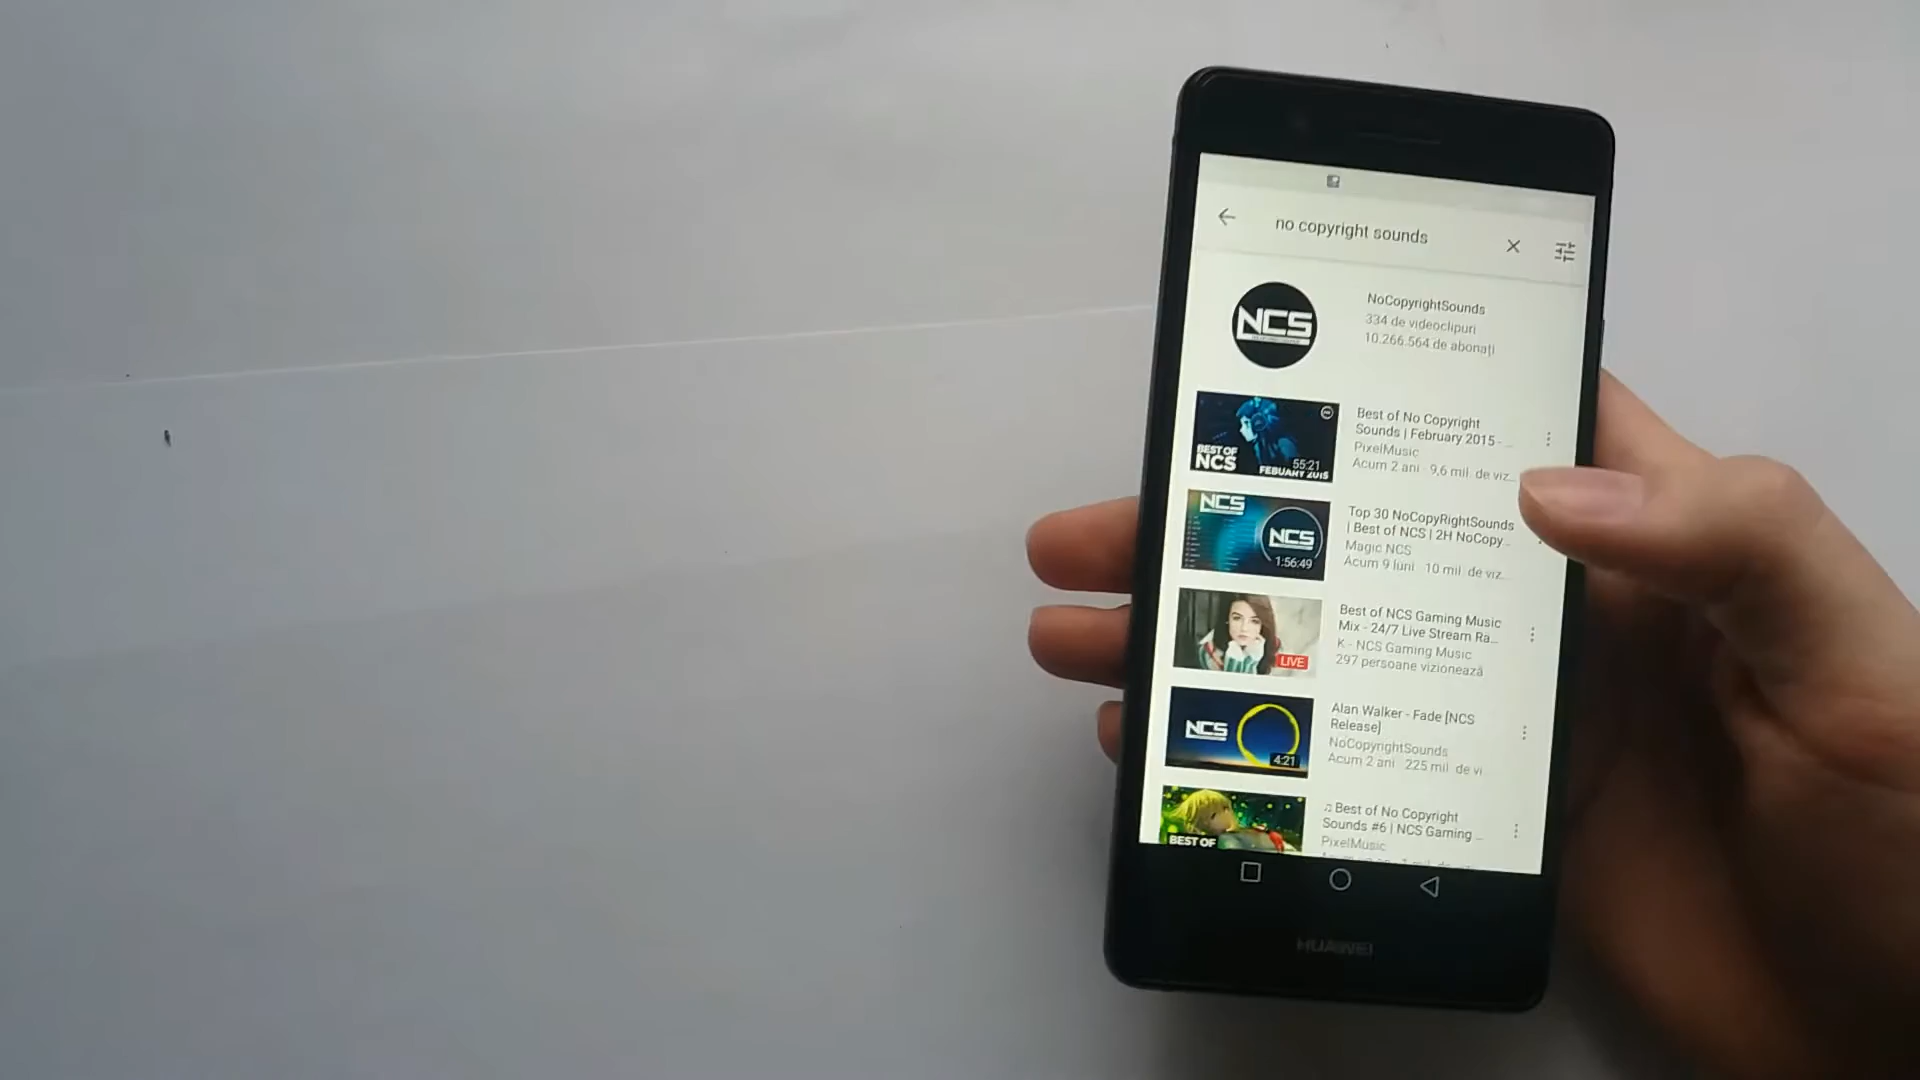 no copyright sounds
NCS
NoCopyrightSounds
334 de videoclipuri
10.266.564 de abonați
BEST OF
NCS
55:21
FEBUARY 2015
Best of No Copyright
Sounds | February 2015 - ...
PixelMusic
Acum 2 ani · 9,6 mil. de viz...
NCS
NCS
1:56:49
Top 30 NoCopyRightSounds
| Best of NCS | 2H NoCopy...
Magic NCS
Acum 9 luni · 10 mil. de viz...
LIVE
Best of NCS Gaming Music
Mix - 24/7 Live Stream Ra...
K - NCS Gaming Music
297 persoane vizionează
NCS
4:21
Alan Walker - Fade [NCS
Release]
NoCopyrightSounds
Acum 2 ani · 225 mil. de vi
BEST OF
♫ Best of No Copyright
Sounds #6 | NCS Gaming ...
PixelMusic
HUAWEI